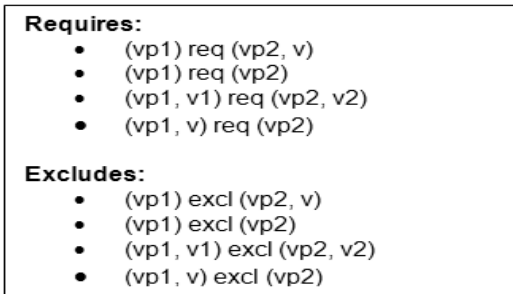 Requires:
• (vp1) req (vp2, v)
• (vp1) req (vp2)
• (vp1, v1) req (vp2, v2)
• (vp1, v) req (vp2)
Excludes:
• (vp1) excl (vp2, v)
• (vp1) excl (vp2)
• (vp1, v1) excl (vp2, v2)
• (vp1, v) excl (vp2)